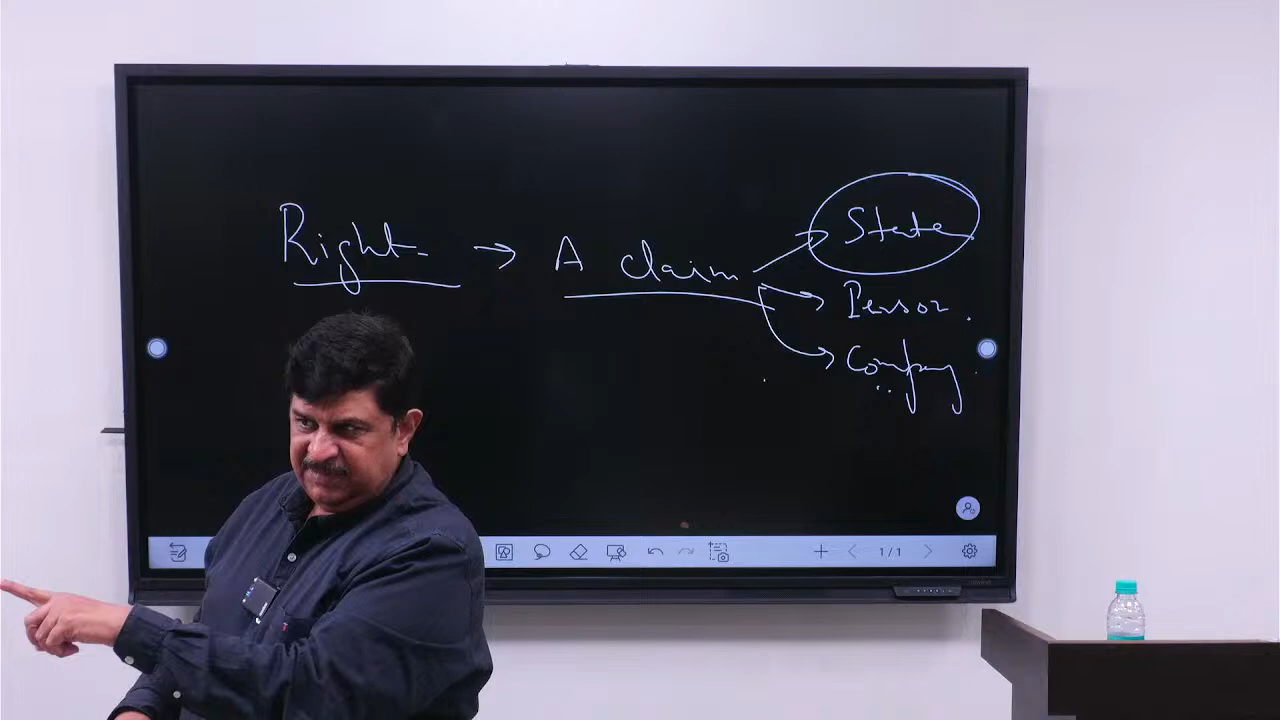 Right → A claim → State
→ Person
→ Company
1/1